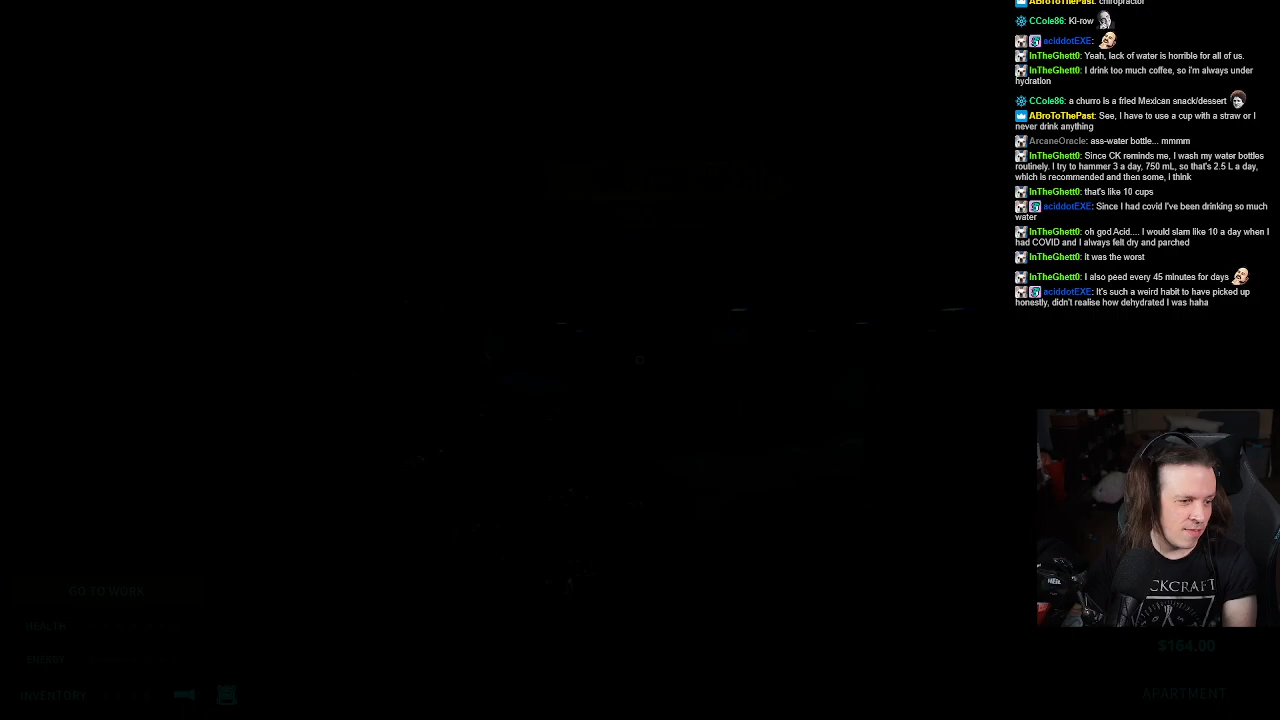 ABroToThePast: chiropractor
CCole86: Ki-row
aciddotEXE:
InTheGhett0: Yeah, lack of water is horrible for all of us.
InTheGhett0: I drink too much coffee, so i'm always under
hydration
CCole86: a churro is a fried Mexican snack/dessert
ABroToThePast: See, I have to use a cup with a straw or I
never drink anything
ArcaneOracle: ass-water bottle... mmmm
InTheGhett0: Since CK reminds me, I wash my water bottles
routinely. I try to hammer 3 a day, 750 mL, so that's 2.5 L a day,
which is recommended and then some, I think
InTheGhett0: that's like 10 cups
aciddotEXE: Since I had covid I've been drinking so much
water
InTheGhett0: oh god Acid.... I would slam like 10 a day when I
had COVID and I always felt dry and parched
InTheGhett0: it was the worst
InTheGhett0: I also peed every 45 minutes for days
aciddotEXE: It's such a weird habit to have picked up
honestly, didn't realise how dehydrated I was haha
GO TO WORK
HEALTH
ENERGY
INVENTORY
CKCRAFT
$164.00
APARTMENT